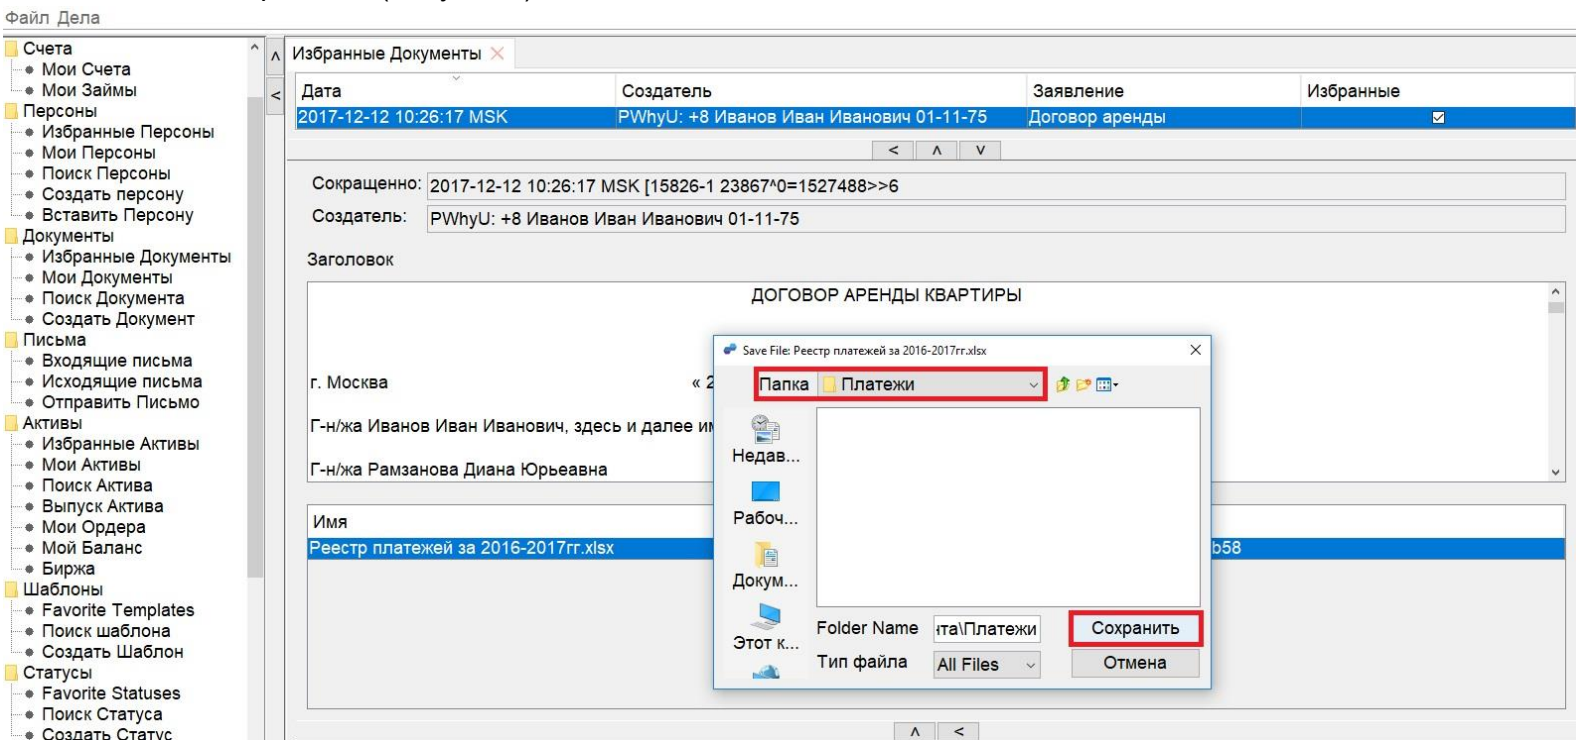 Файл Дела
Счета
Мои Счета
Мои Займы
Персоны
Избранные Персоны
Мои Персоны
Поиск Персоны
Создать персону
Вставить Персону
Документы
Избранные Документы
Мои Документы
Поиск Документа
Создать Документ
Письма
Входящие письма
Исходящие письма
Отправить Письмо
Активы
Избранные Активы
Мои Активы
Поиск Актива
Выпуск Актива
Мои Ордера
Мой Баланс
Биржа
Шаблоны
Favorite Templates
Поиск шаблона
Создать Шаблон
Статусы
Favorite Statuses
Поиск Статуса
Создать Статус
Избранные Документы
Дата Создатель Заявление Избранные
2017-12-12 10:26:17 MSK PWhyU: +8 Иванов Иван Иванович 01-11-75 Договор аренды
Сокращенно: 2017-12-12 10:26:17 MSK [15826-1 23867^0=1527488>>6
Создатель: PWhyU: +8 Иванов Иван Иванович 01-11-75
Заголовок
ДОГОВОР АРЕНДЫ КВАРТИРЫ
г. Москва « 2
Г-н/жа Иванов Иван Иванович, здесь и далее им
Г-н/жа Рамзанова Диана Юрьеавна
Имя
Реестр платежей за 2016-2017гг.xlsx b58
Save File: Реестр платежей за 2016-2017гг.xlsx
Папка Платежи
Недав...
Рабоч...
Докум...
Этот к...
Folder Name нта\Платежи Сохранить
Тип файла All Files Отмена